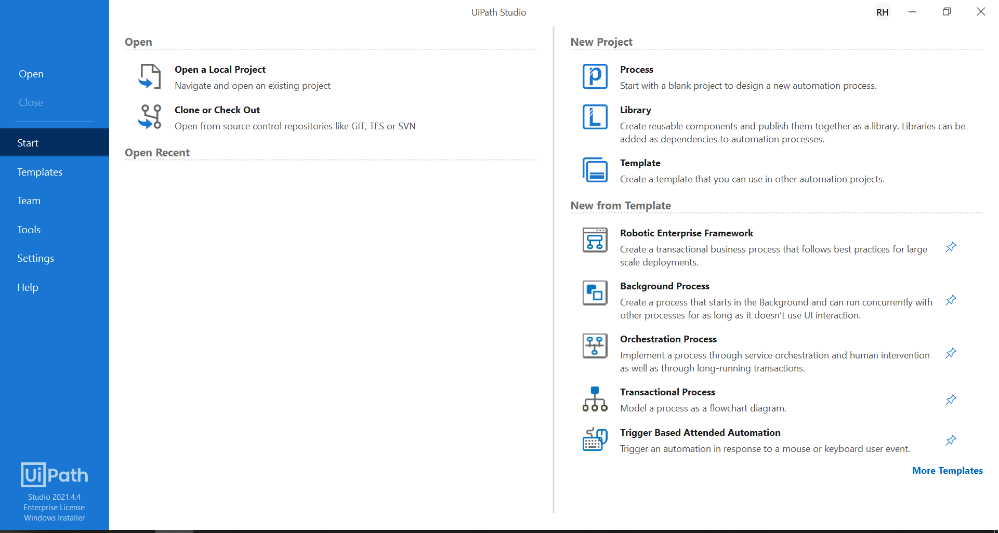 UiPath Studio
RH
Open
Close
Start
Templates
Team
Tools
Settings
Help
UiPath
Studio 2021.4.4
Enterprise License
Windows Installer
Open
Open a Local Project
Navigate and open an existing project
Clone or Check Out
Open from source control repositories like GIT, TFS or SVN
Open Recent
New Project
Process
Start with a blank project to design a new automation process.
Library
Create reusable components and publish them together as a library. Libraries can be
added as dependencies to automation processes.
Template
Create a template that you can use in other automation projects.
New from Template
Robotic Enterprise Framework
Create a transactional business process that follows best practices for large
scale deployments.
Background Process
Create a process that starts in the Background and can run concurrently with
other processes for as long as it doesn’t use UI interaction.
Orchestration Process
Implement a process through service orchestration and human intervention
as well as through long-running transactions.
Transactional Process
Model a process as a flowchart diagram.
Trigger Based Attended Automation
Trigger an automation in response to a mouse or keyboard user event.
More Templates